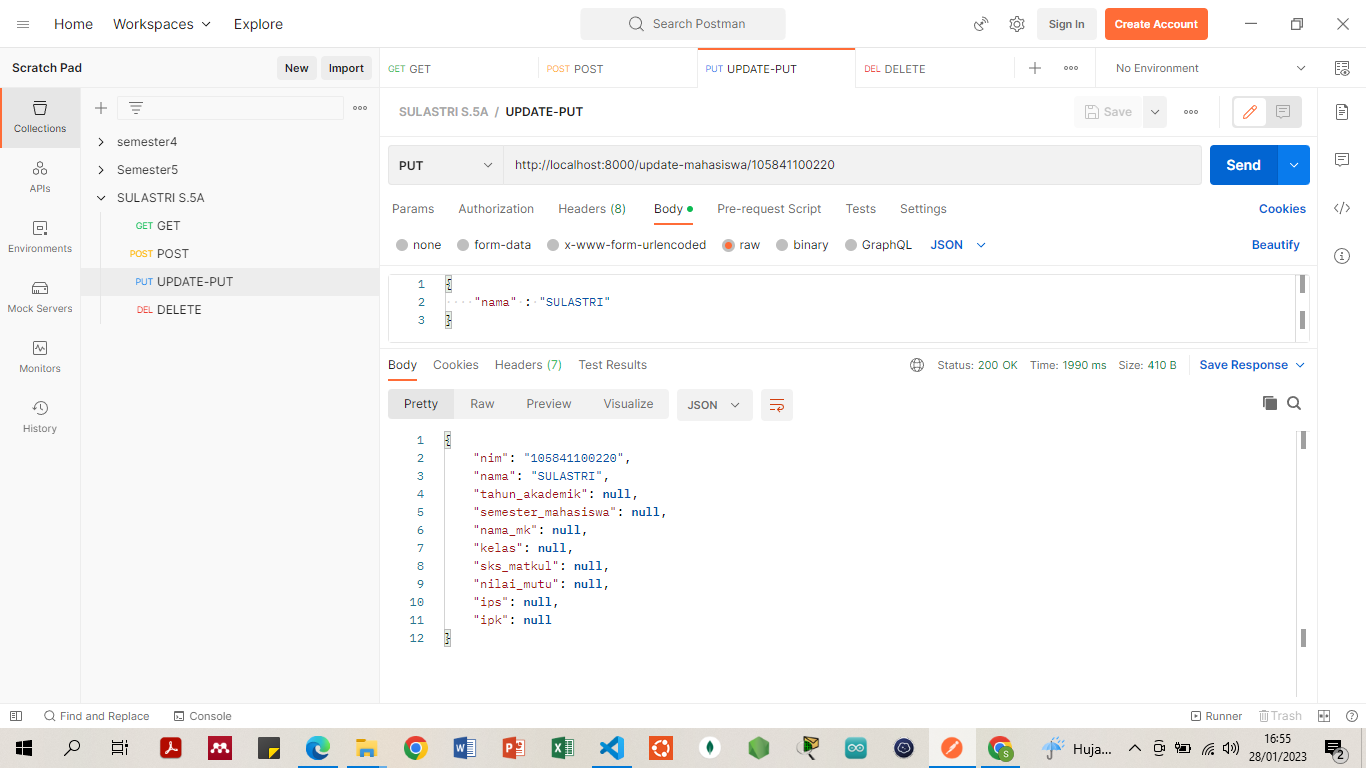 Home Workspaces Explore Search Postman Sign In Create Account
Scratch Pad New Import GET GET POST POST PUT UPDATE-PUT DEL DELETE No Environment
SULASTRI S.5A / UPDATE-PUT Save
Collections
APIs
Environments
Mock Servers
Monitors
History
semester4
Semester5
SULASTRI S.5A
GET GET
POST POST
PUT UPDATE-PUT
DEL DELETE
PUT http://localhost:8000/update-mahasiswa/105841100220 Send
Params Authorization Headers (8) Body Pre-request Script Tests Settings Cookies
none form-data x-www-form-urlencoded raw binary GraphQL JSON Beautify
1 {
2 "nama" : "SULASTRI"
3 }
Body Cookies Headers (7) Test Results Status: 200 OK Time: 1990 ms Size: 410 B Save Response
Pretty Raw Preview Visualize JSON
1 {
2 "nim": "105841100220",
3 "nama": "SULASTRI",
4 "tahun_akademik": null,
5 "semester_mahasiswa": null,
6 "nama_mk": null,
7 "kelas": null,
8 "sks_matkul": null,
9 "nilai_mutu": null,
10 "ips": null,
11 "ipk": null
12 }
Find and Replace Console Runner Trash
Huja... 16:55
28/01/2023 2